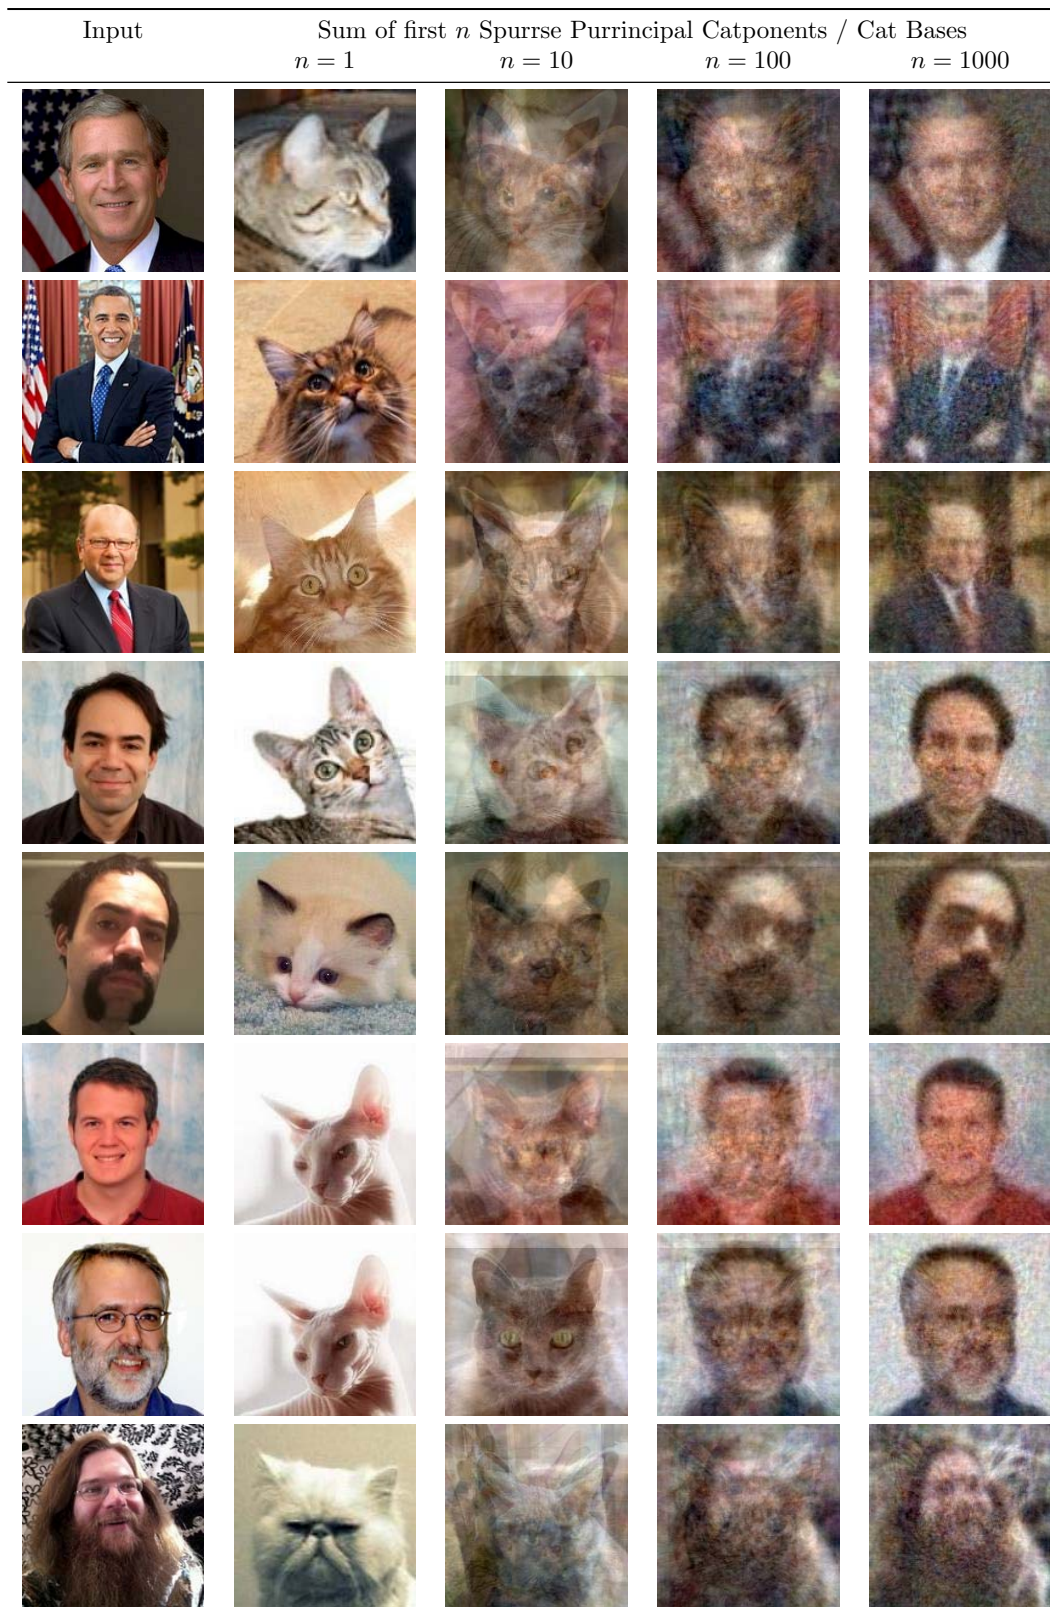 Input Sum of first n Spurrse Purrincipal Catponents / Cat Bases
n = 1 n = 10 n = 100 n = 1000